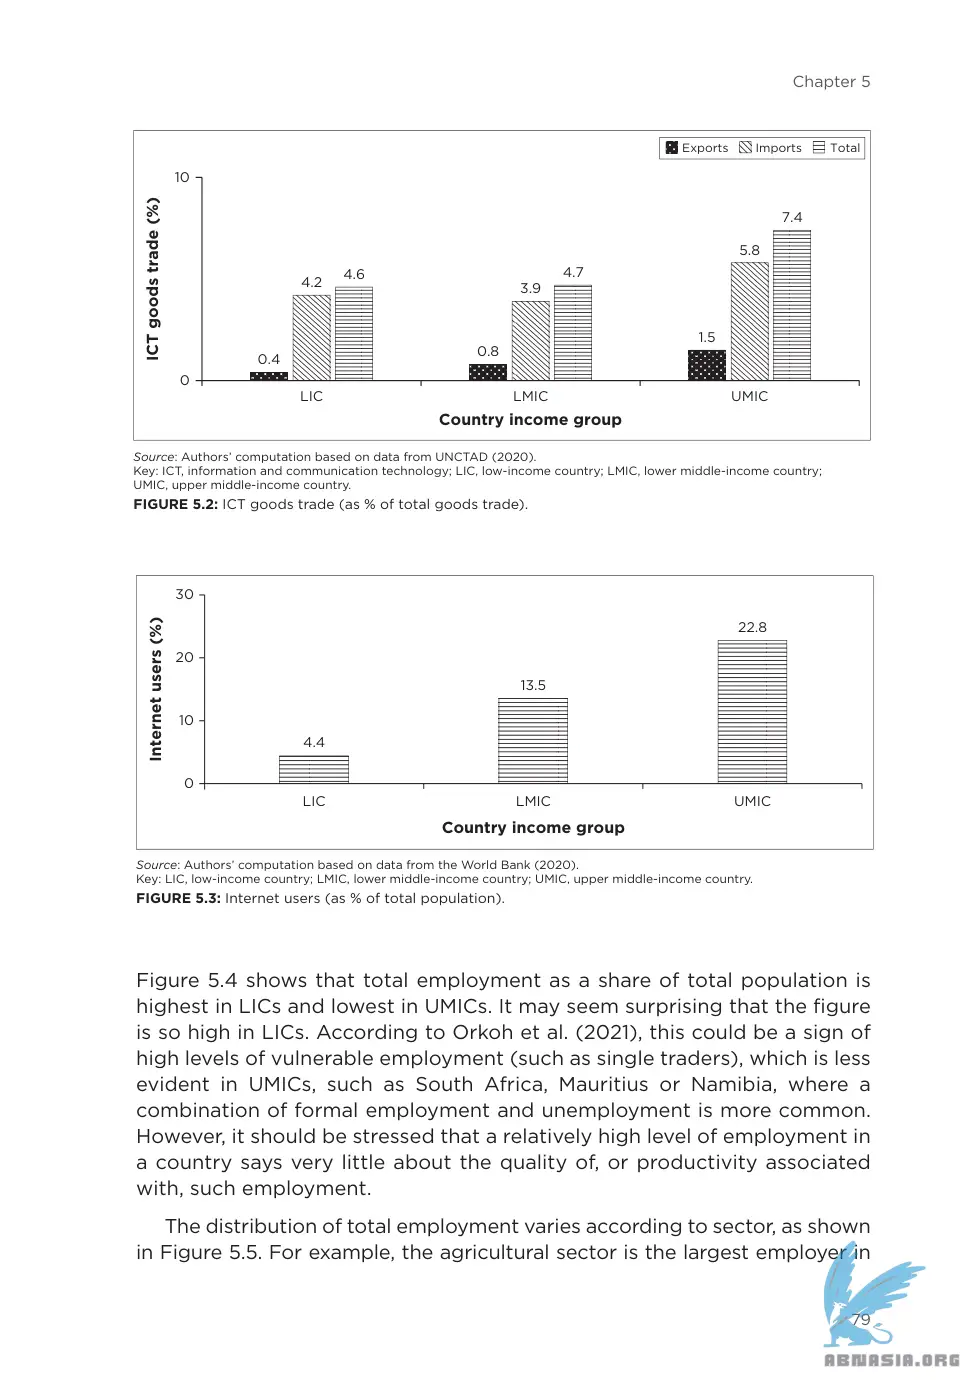 Chapter 5
Exports Imports Total
10
ICT goods trade (%)
7.4
5.8
4.2 4.6
3.9 4.7
1.5
0.4
0.8
0
LIC LMIC UMIC
Country income group
Source: Authors’ computation based on data from UNCTAD (2020).
Key: ICT, information and communication technology; LIC, low-income country; LMIC, lower middle-income country;
UMIC, upper middle-income country.
FIGURE 5.2: ICT goods trade (as % of total goods trade).
30
Internet users (%)
22.8
20
13.5
10
4.4
0
LIC LMIC UMIC
Country income group
Source: Authors’ computation based on data from the World Bank (2020).
Key: LIC, low-income country; LMIC, lower middle-income country; UMIC, upper middle-income country.
FIGURE 5.3: Internet users (as % of total population).
Figure 5.4 shows that total employment as a share of total population is
highest in LICs and lowest in UMICs. It may seem surprising that the figure
is so high in LICs. According to Orkoh et al. (2021), this could be a sign of
high levels of vulnerable employment (such as single traders), which is less
evident in UMICs, such as South Africa, Mauritius or Namibia, where a
combination of formal employment and unemployment is more common.
However, it should be stressed that a relatively high level of employment in
a country says very little about the quality of, or productivity associated
with, such employment.
The distribution of total employment varies according to sector, as shown
in Figure 5.5. For example, the agricultural sector is the largest employer in
79
ABNASIA.ORG